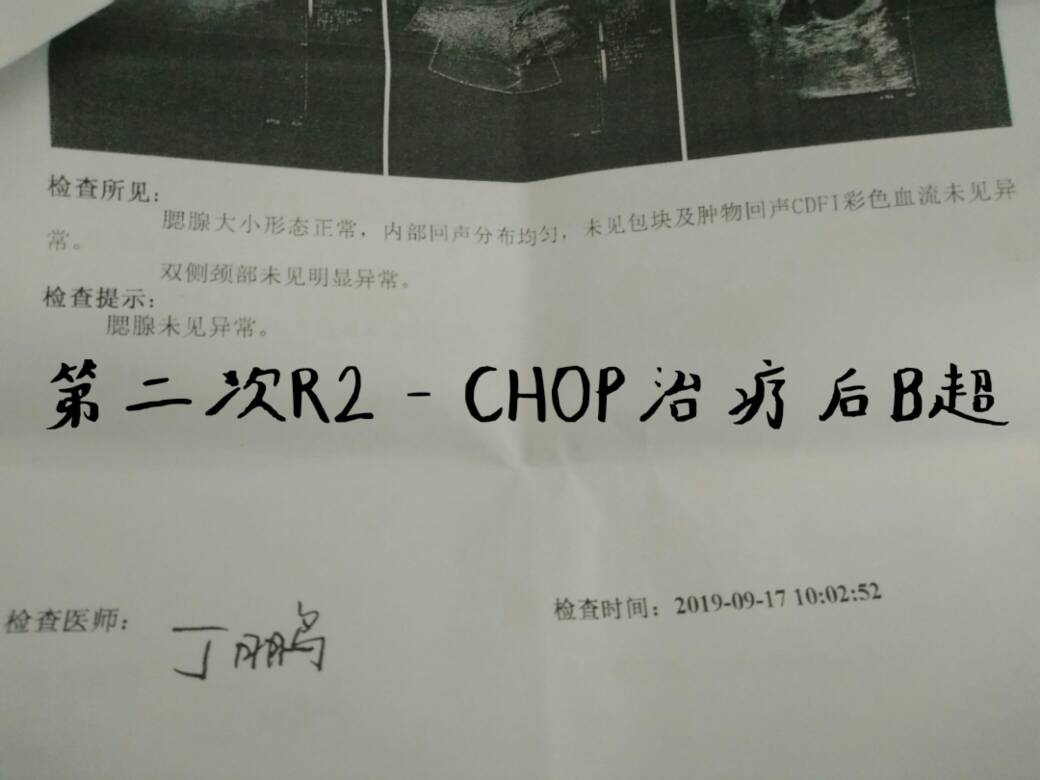 检查所见：
腮腺大小形态正常，内部回声分布均匀，未见包块及肿物回声CDFI彩色血流未见异
常。
双侧颈部未见明显异常。
检查提示：
腮腺未见异常。
第二次R2-CHOP治疗后B超
检查医师：丁鹏
检查时间：2019-09-17 10:02:52